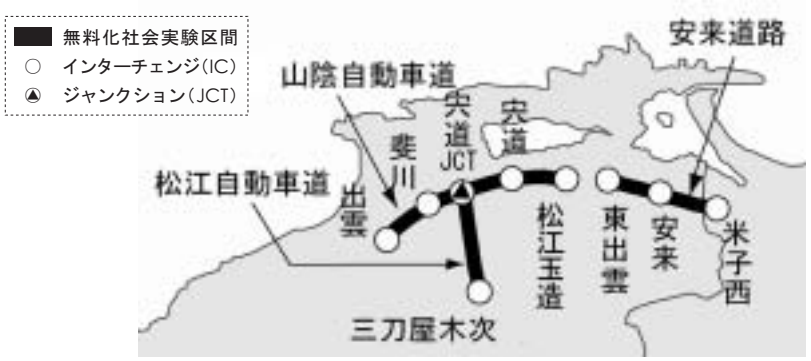 無料化社会実験区間
インターチェンジ(IC)
ジャンクション(JCT)
安来道路
山陰自動車道
松江自動車道
出雲
斐川
宍道
JCT
宍道
松江玉造
東出雲
安来
米子西
三刀屋木次